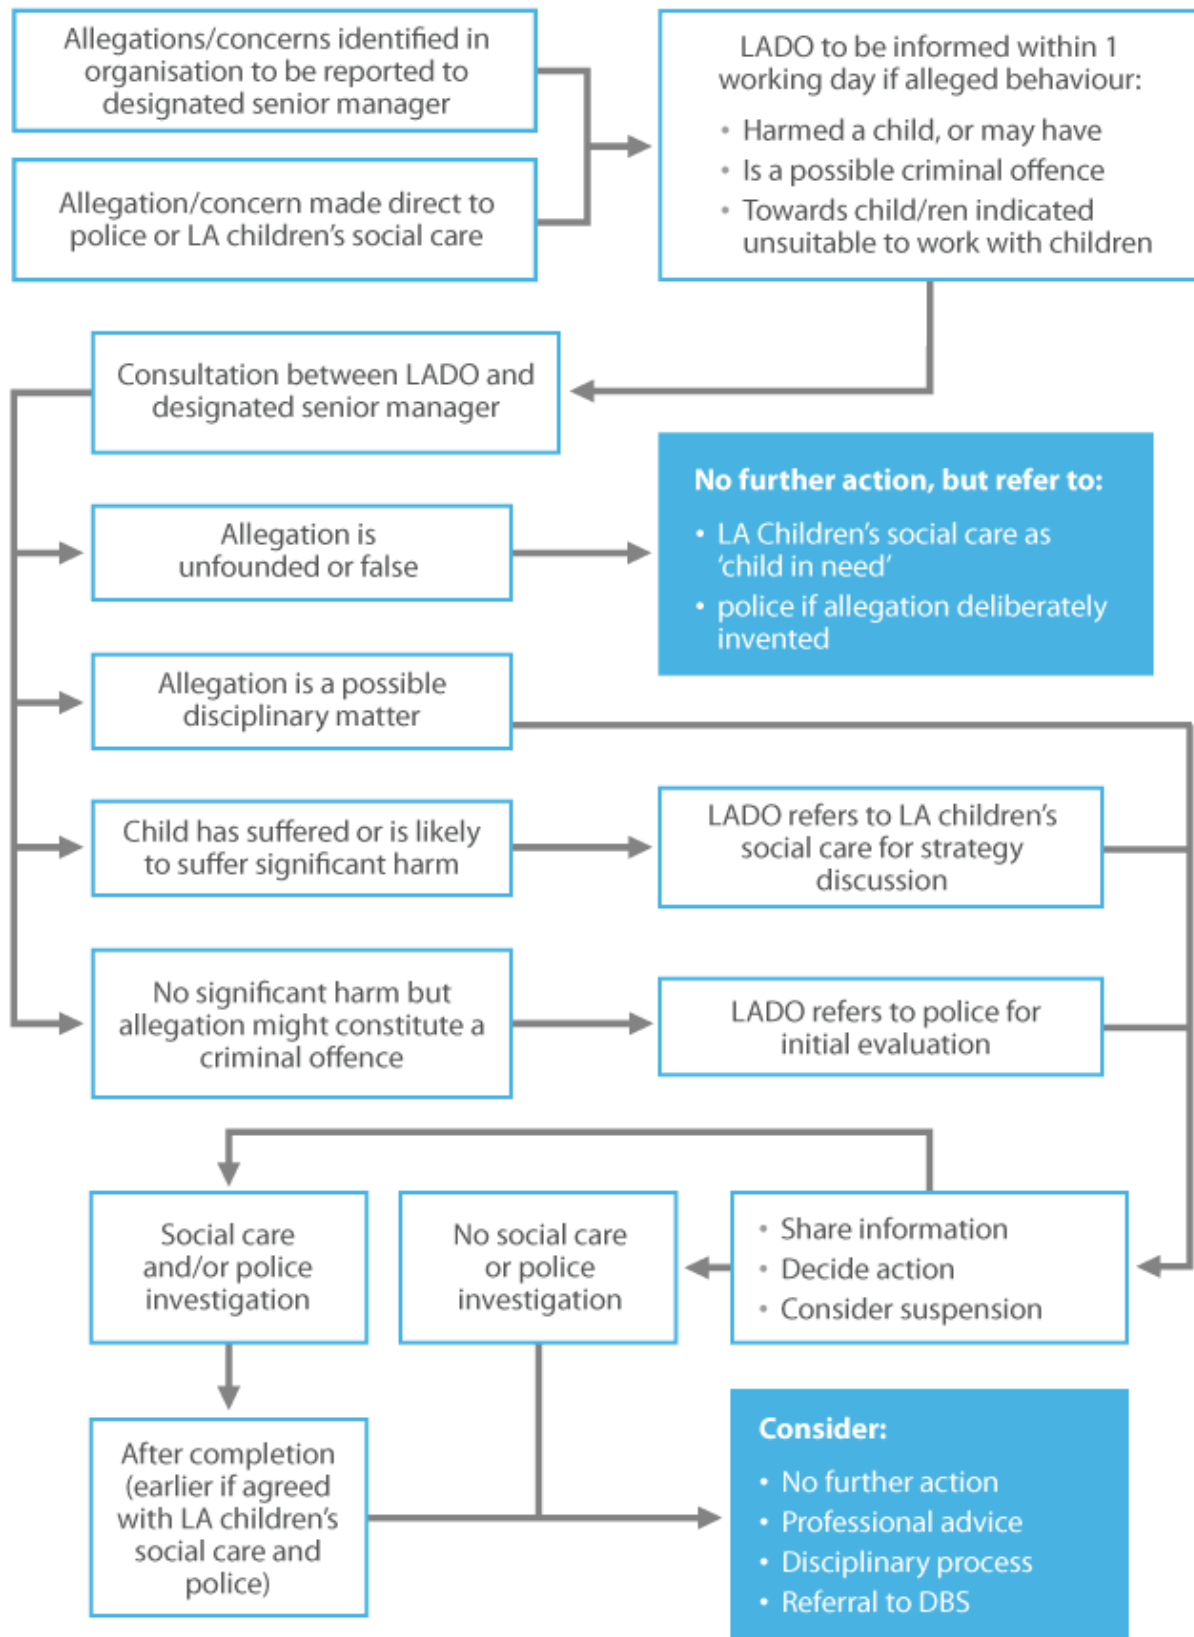 Allegations/concerns identified in
organisation to be reported to
designated senior manager
Allegation/concern made direct to
police or LA children's social care
LADO to be informed within 1
working day if alleged behaviour:
• Harmed a child, or may have
• Is a possible criminal offence
• Towards child/ren indicated
unsuitable to work with children
Consultation between LADO and
designated senior manager
Allegation is
unfounded or false
No further action, but refer to:
• LA Children's social care as
‘child in need’
• police if allegation deliberately
invented
Allegation is a possible
disciplinary matter
Child has suffered or is likely
to suffer significant harm
LADO refers to LA children's
social care for strategy
discussion
No significant harm but
allegation might constitute a
criminal offence
LADO refers to police for
initial evaluation
Social care
and/or police
investigation
No social care
or police
investigation
• Share information
• Decide action
• Consider suspension
After completion
(earlier if agreed
with LA children's
social care and
police)
Consider:
• No further action
• Professional advice
• Disciplinary process
• Referral to DBS